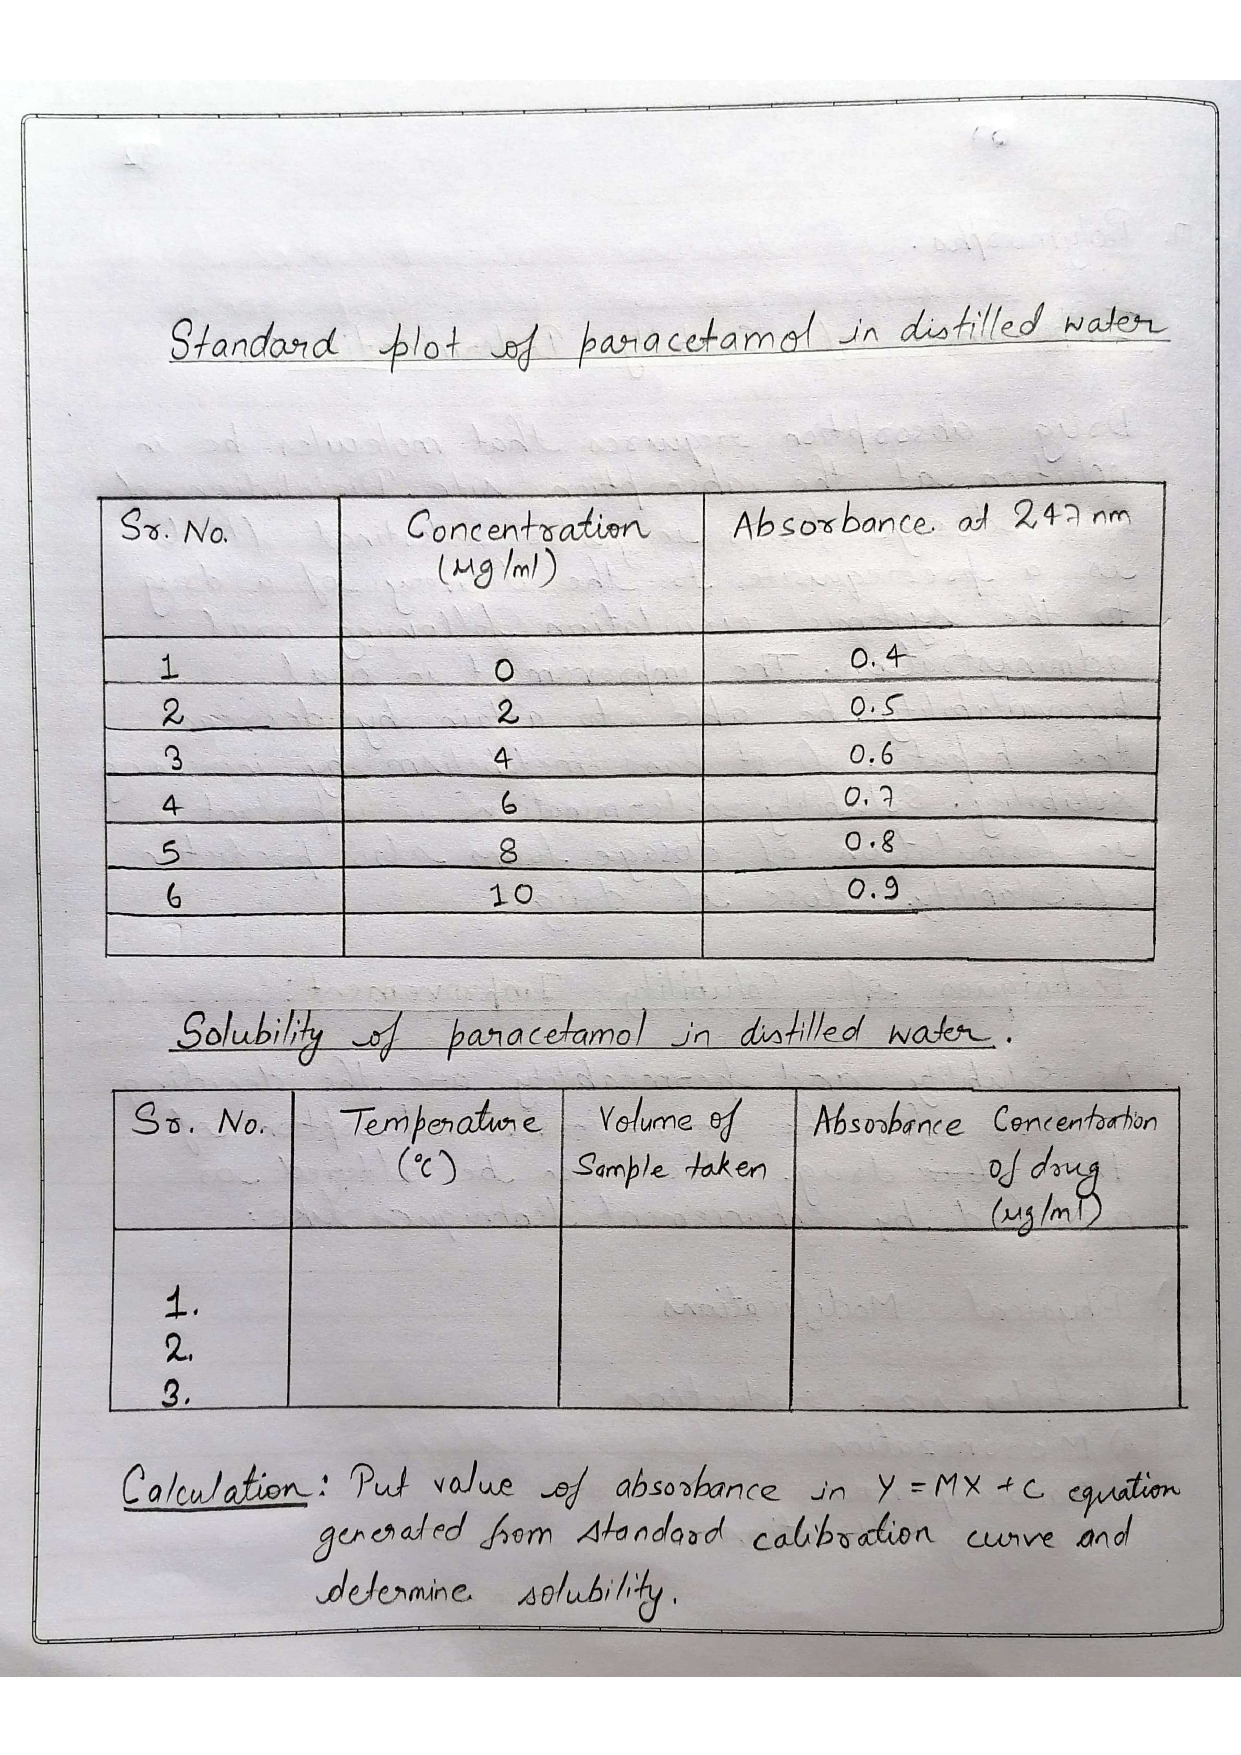 Standard plot of paracetamol in distilled water
Sr. No. Concentration Absorbance at 247 nm
(μg/ml)
1 0 0.4
2 2 0.5
3 4 0.6
4 6 0.7
5 8 0.8
6 10 0.9
Solubility of paracetamol in distilled water.
Sr. No. Temperature Volume of Absorbance Concentration
(°C) Sample taken of drug
(μg/ml)
1.
2.
3.
Calculation: Put value of absorbance in Y = MX + C equation
generated from standard calibration curve and
determine solubility.